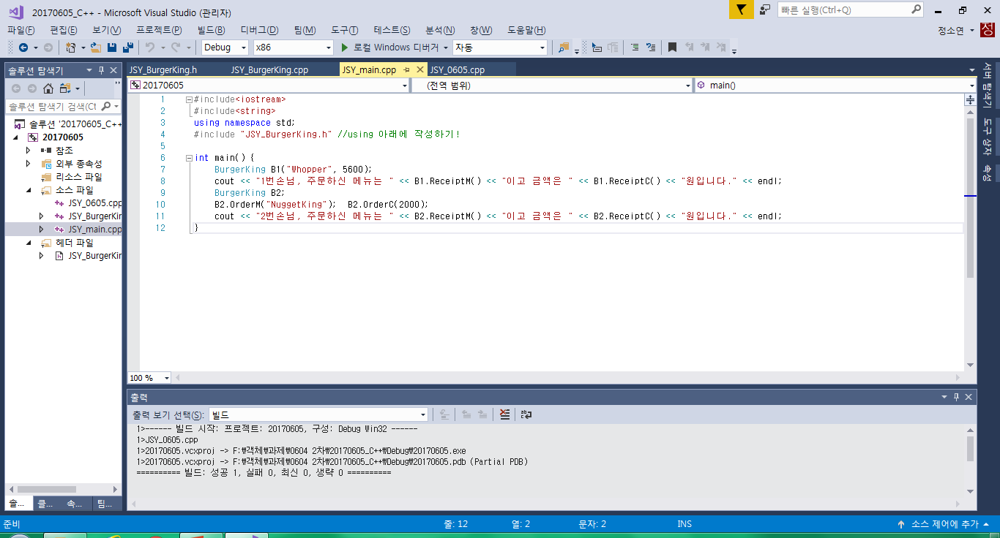 20170605_C++ - Microsoft Visual Studio (관리자)
빠른 실행(Ctrl+Q)
파일(F) 편집(E) 보기(V) 프로젝트(P) 빌드(B) 디버그(D) 팀(M) 도구(T) 테스트(S) 분석(N) 창(W) 도움말(H)
정소연 정
Debug x86 로컬 Windows 디버거 자동
솔루션 탐색기
JSY_BurgerKing.h JSY_BurgerKing.cpp JSY_main.cpp JSY_0605.cpp
20170605 (전역 범위) main()
솔루션 탐색기 검색(Ct
솔루션 '20170605_C++
20170605
참조
외부 종속성
리소스 파일
소스 파일
JSY_0605.cpp
JSY_BurgerKin
JSY_main.cpp
헤더 파일
JSY_BurgerKin
1 #include<iostream>
2 #include<string>
3 using namespace std;
4 #include "JSY_BurgerKing.h" //using 아래에 작성하기!
5
6 int main() {
7 BurgerKing B1("Whopper", 5600);
8 cout << "1번손님, 주문하신 메뉴는 " << B1.ReceiptM() << "이고 금액은 " << B1.ReceiptC() << "원입니다." << endl;
9 BurgerKing B2;
10 B2.OrderM("NuggetKing"); B2.OrderC(2000);
11 cout << "2번손님, 주문하신 메뉴는 " << B2.ReceiptM() << "이고 금액은 " << B2.ReceiptC() << "원입니다." << endl;
12 }
서버 탐색기
도구 상자
속성
100 %
출력
출력 보기 선택(S): 빌드
1>------ 빌드 시작: 프로젝트: 20170605, 구성: Debug Win32 ------
1>JSY_0605.cpp
1>20170605.vcxproj -> F:₩객체₩과제₩0604 2차₩20170605_C++₩Debug₩20170605.exe
1>20170605.vcxproj -> F:₩객체₩과제₩0604 2차₩20170605_C++₩Debug₩20170605.pdb (Partial PDB)
========== 빌드: 성공 1, 실패 0, 최신 0, 생략 0 ==========
솔... 클... 속... 팀...
준비 줄: 12 열: 2 문자: 2 INS 소스 제어에 추가